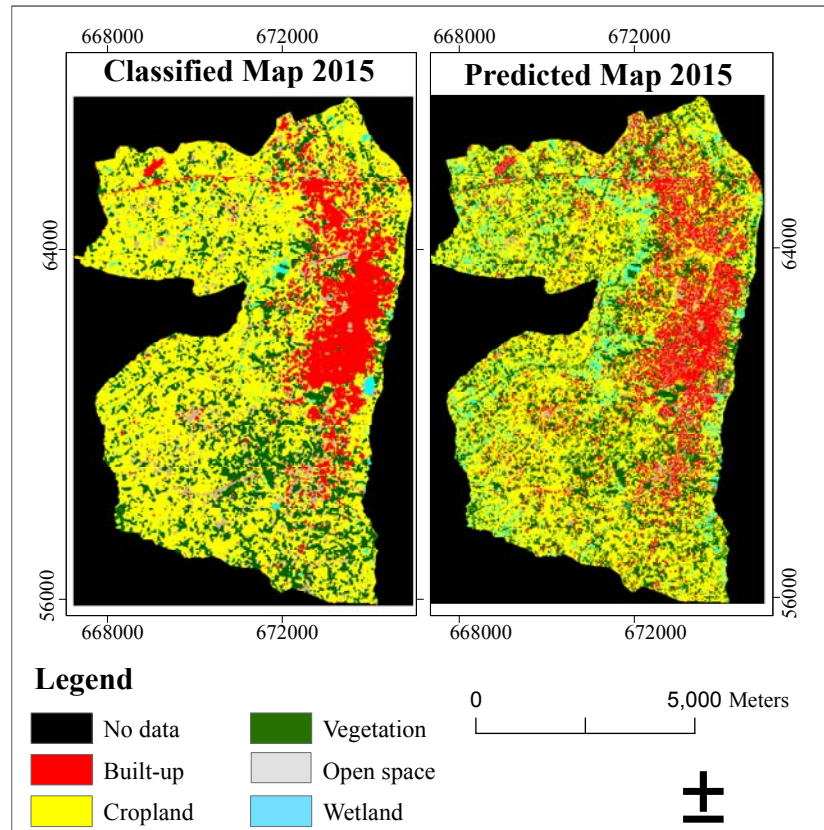 668000 672000 668000 672000
Classified Map 2015 Predicted Map 2015
64000 64000
56000 56000
668000 672000 668000 672000
Legend
0 5,000 Meters
No data Vegetation
Built-up Open space
Cropland Wetland